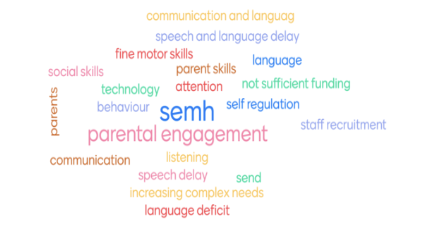 communication and languag
speech and language delay
fine motor skills
language
social skills
parent skills
technology
attention
not sufficient funding
parents
behaviour
semh
self regulation
staff recruitment
parental engagement
communication
listening
speech delay
send
increasing complex needs
language deficit